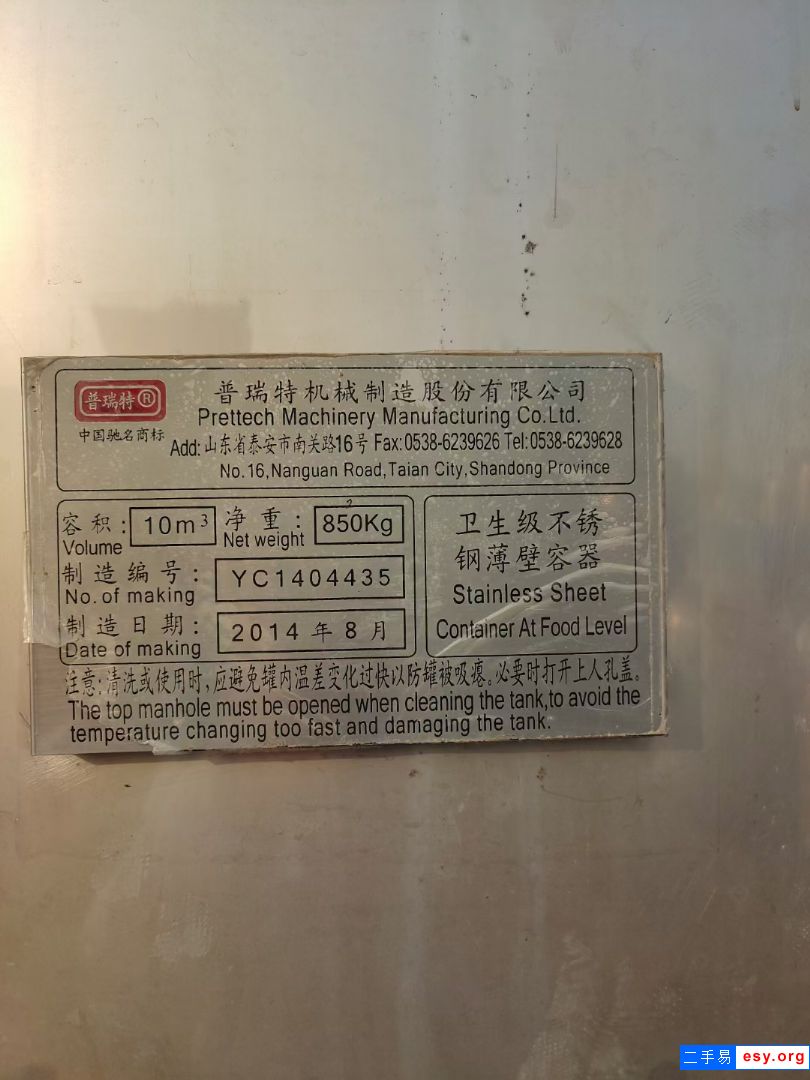 普瑞特®
中国驰名商标
普瑞特机械制造股份有限公司
Prettech Machinery Manufacturing Co.Ltd.
Add:山东省泰安市南关路16号 Fax:0538-6239626 Tel:0538-6239628
No.16,Nanguan Road,Taian City,Shandong Province
容积: 10m³ 净重: 850Kg
Volume Net weight
制造编号: YC1404435
No.of making
制造日期: 2014年8月
Date of making
卫生级不锈
钢薄壁容器
Stainless Sheet
Container At Food Level
注意:清洗或使用时,应避免罐内温差变化过快以防罐被吸瘪。必要时打开上人孔盖。
The top manhole must be opened when cleaning the tank,to avoid the
temperature changing too fast and damaging the tank.
二手易 esy.org